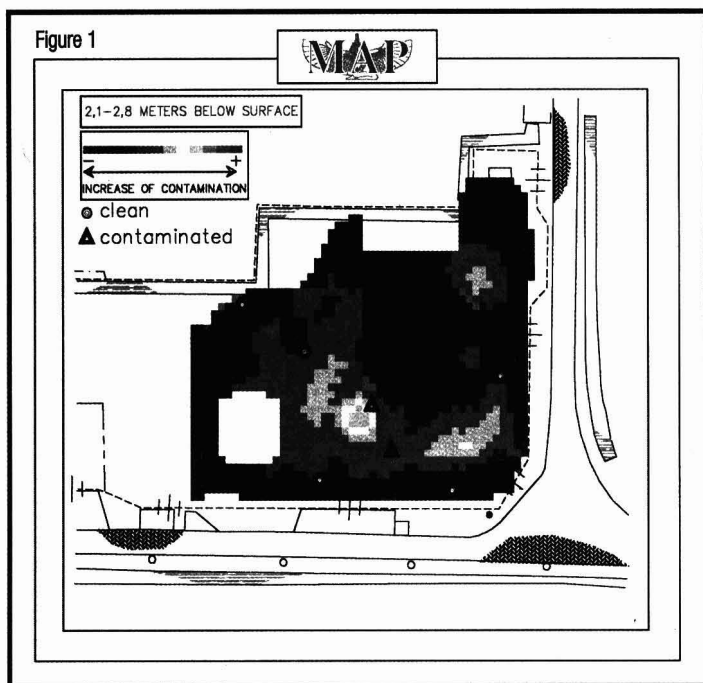 Figure 1
MAP
2,1-2,8 METERS BELOW SURFACE
- +
INCREASE OF CONTAMINATION
clean
contaminated